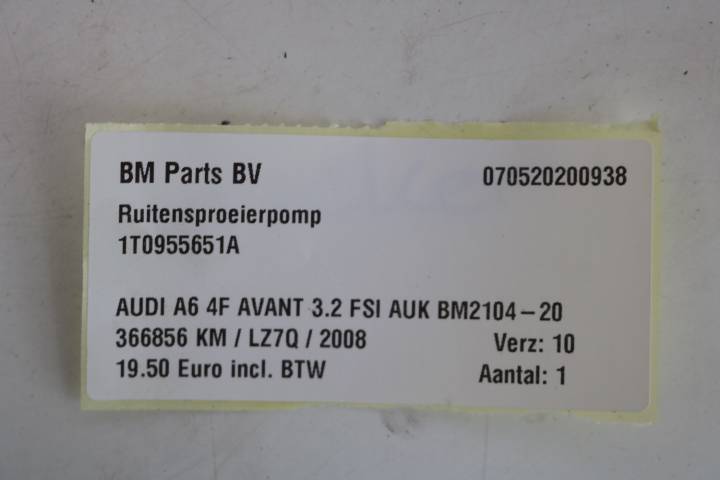 BM Parts BV 070520200938
Ruitensproeierpomp
1T0955651A
AUDI A6 4F AVANT 3.2 FSI AUK BM2104-20
366856 KM / LZ7Q / 2008 Verz: 10
19.50 Euro incl. BTW Aantal: 1